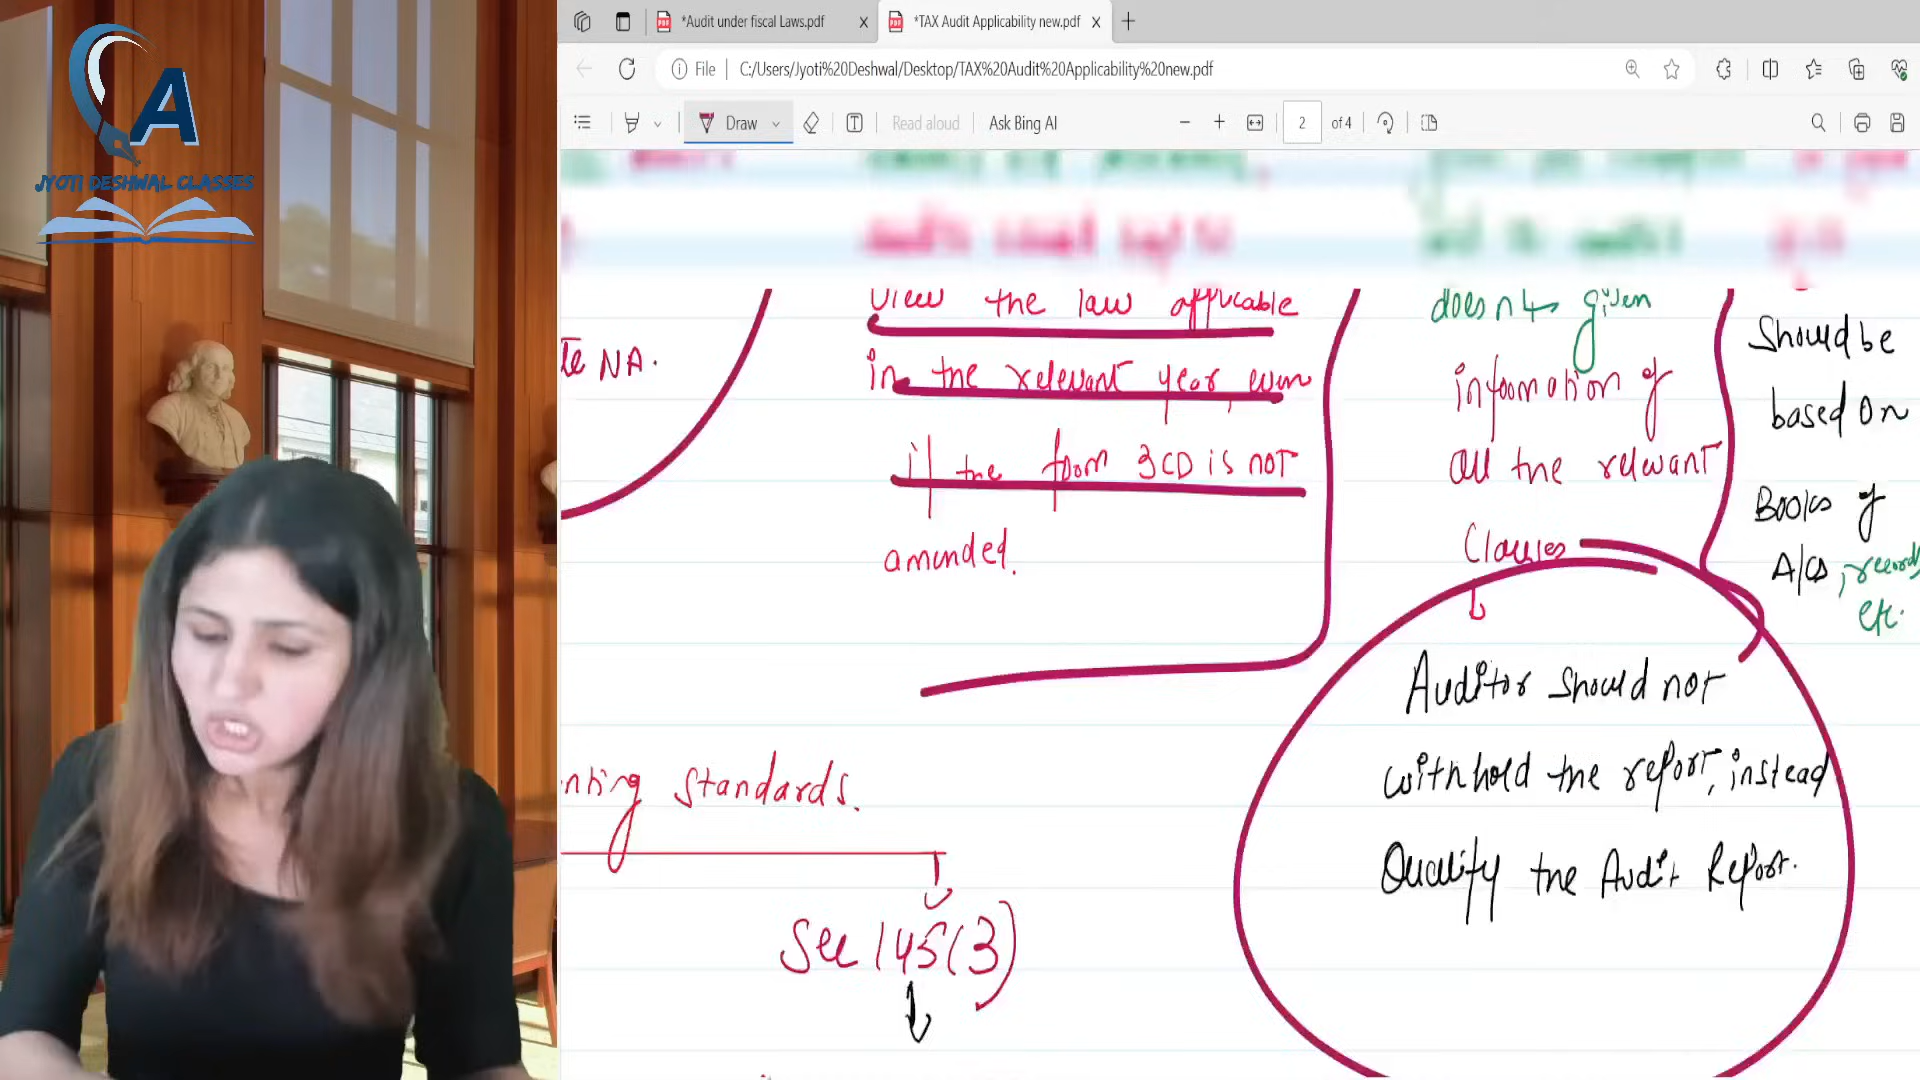 *Audit under fiscal Laws.pdf
*TAX Audit Applicability new.pdf
File
C:/Users/Jyoti%20Deshwal/Desktop/TAX%20Audit%20Applicability%20new.pdf
Draw
Read aloud
Ask Bing AI
2
of 4
A
JYOTI DESHWAL CLASSES
te NA.
view the law applicable
in the relevant year, even
if the form 3CD is not
amended.
doesn't given
information of
all the relevant
Clauses
Should be
based on
Books of
A/Cs, records
etc.
Auditor should not
withhold the report, instead
Qualify the Audit Report.
nting standards.
Sec 145(3)